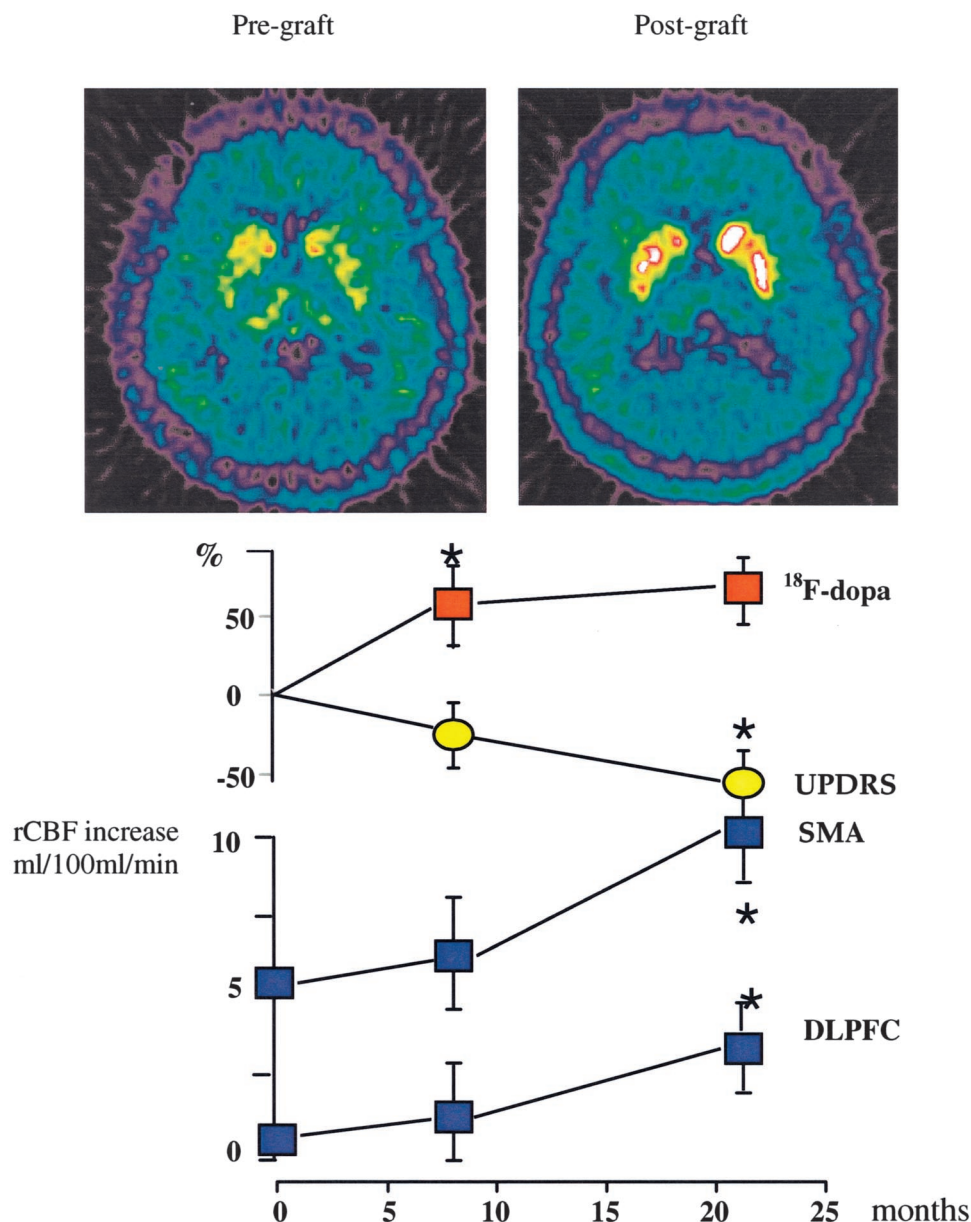 Pre-graft Post-graft
%
*
¹⁸F-dopa
50
0
*
-50
UPDRS
rCBF increase
ml/100ml/min
10
SMA
*
5
*
DLPFC
0
0 5 10 15 20 25 months